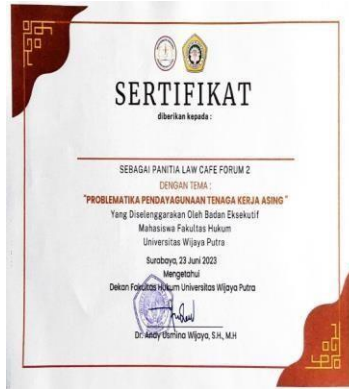 SERTIFIKAT
diberikan kepada :
SEBAGAI PANITIA LAW CAFE FORUM 2
DENGAN TEMA :
"PROBLEMATIKA PENDAYAGUNAAN TENAGA KERJA ASING "
Yang Diselenggarakan Oleh Badan Eksekutif
Mahasiswa Fakultas Hukum
Universitas Wijaya Putra
Surabaya, 23 Juni 2023
Mengetahui
Dekan Fakultas Hukum Universitas Wijaya Putra
Dr. Andy Usmina Wijaya, S.H., M.H